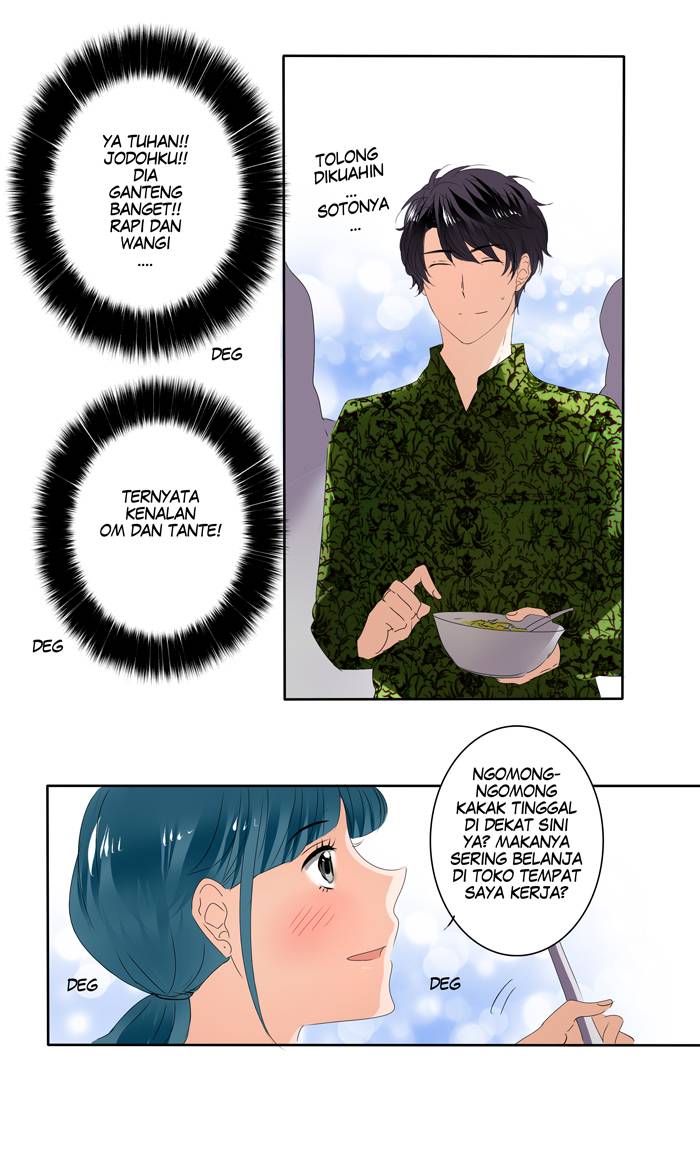 YA TUHAN!!
JODOHKU!!
DIA
GANTENG
BANGET!!
RAPI DAN
WANGI
....
DEG
TOLONG
DIKUAHIN
...
SOTONYA
...
TERNYATA
KENALAN
OM DAN TANTE!
DEG
NGOMONG-
NGOMONG
KAKAK TINGGAL
DI DEKAT SINI
YA? MAKANYA
SERING BELANJA
DI TOKO TEMPAT
SAYA KERJA?
DEG
DEG